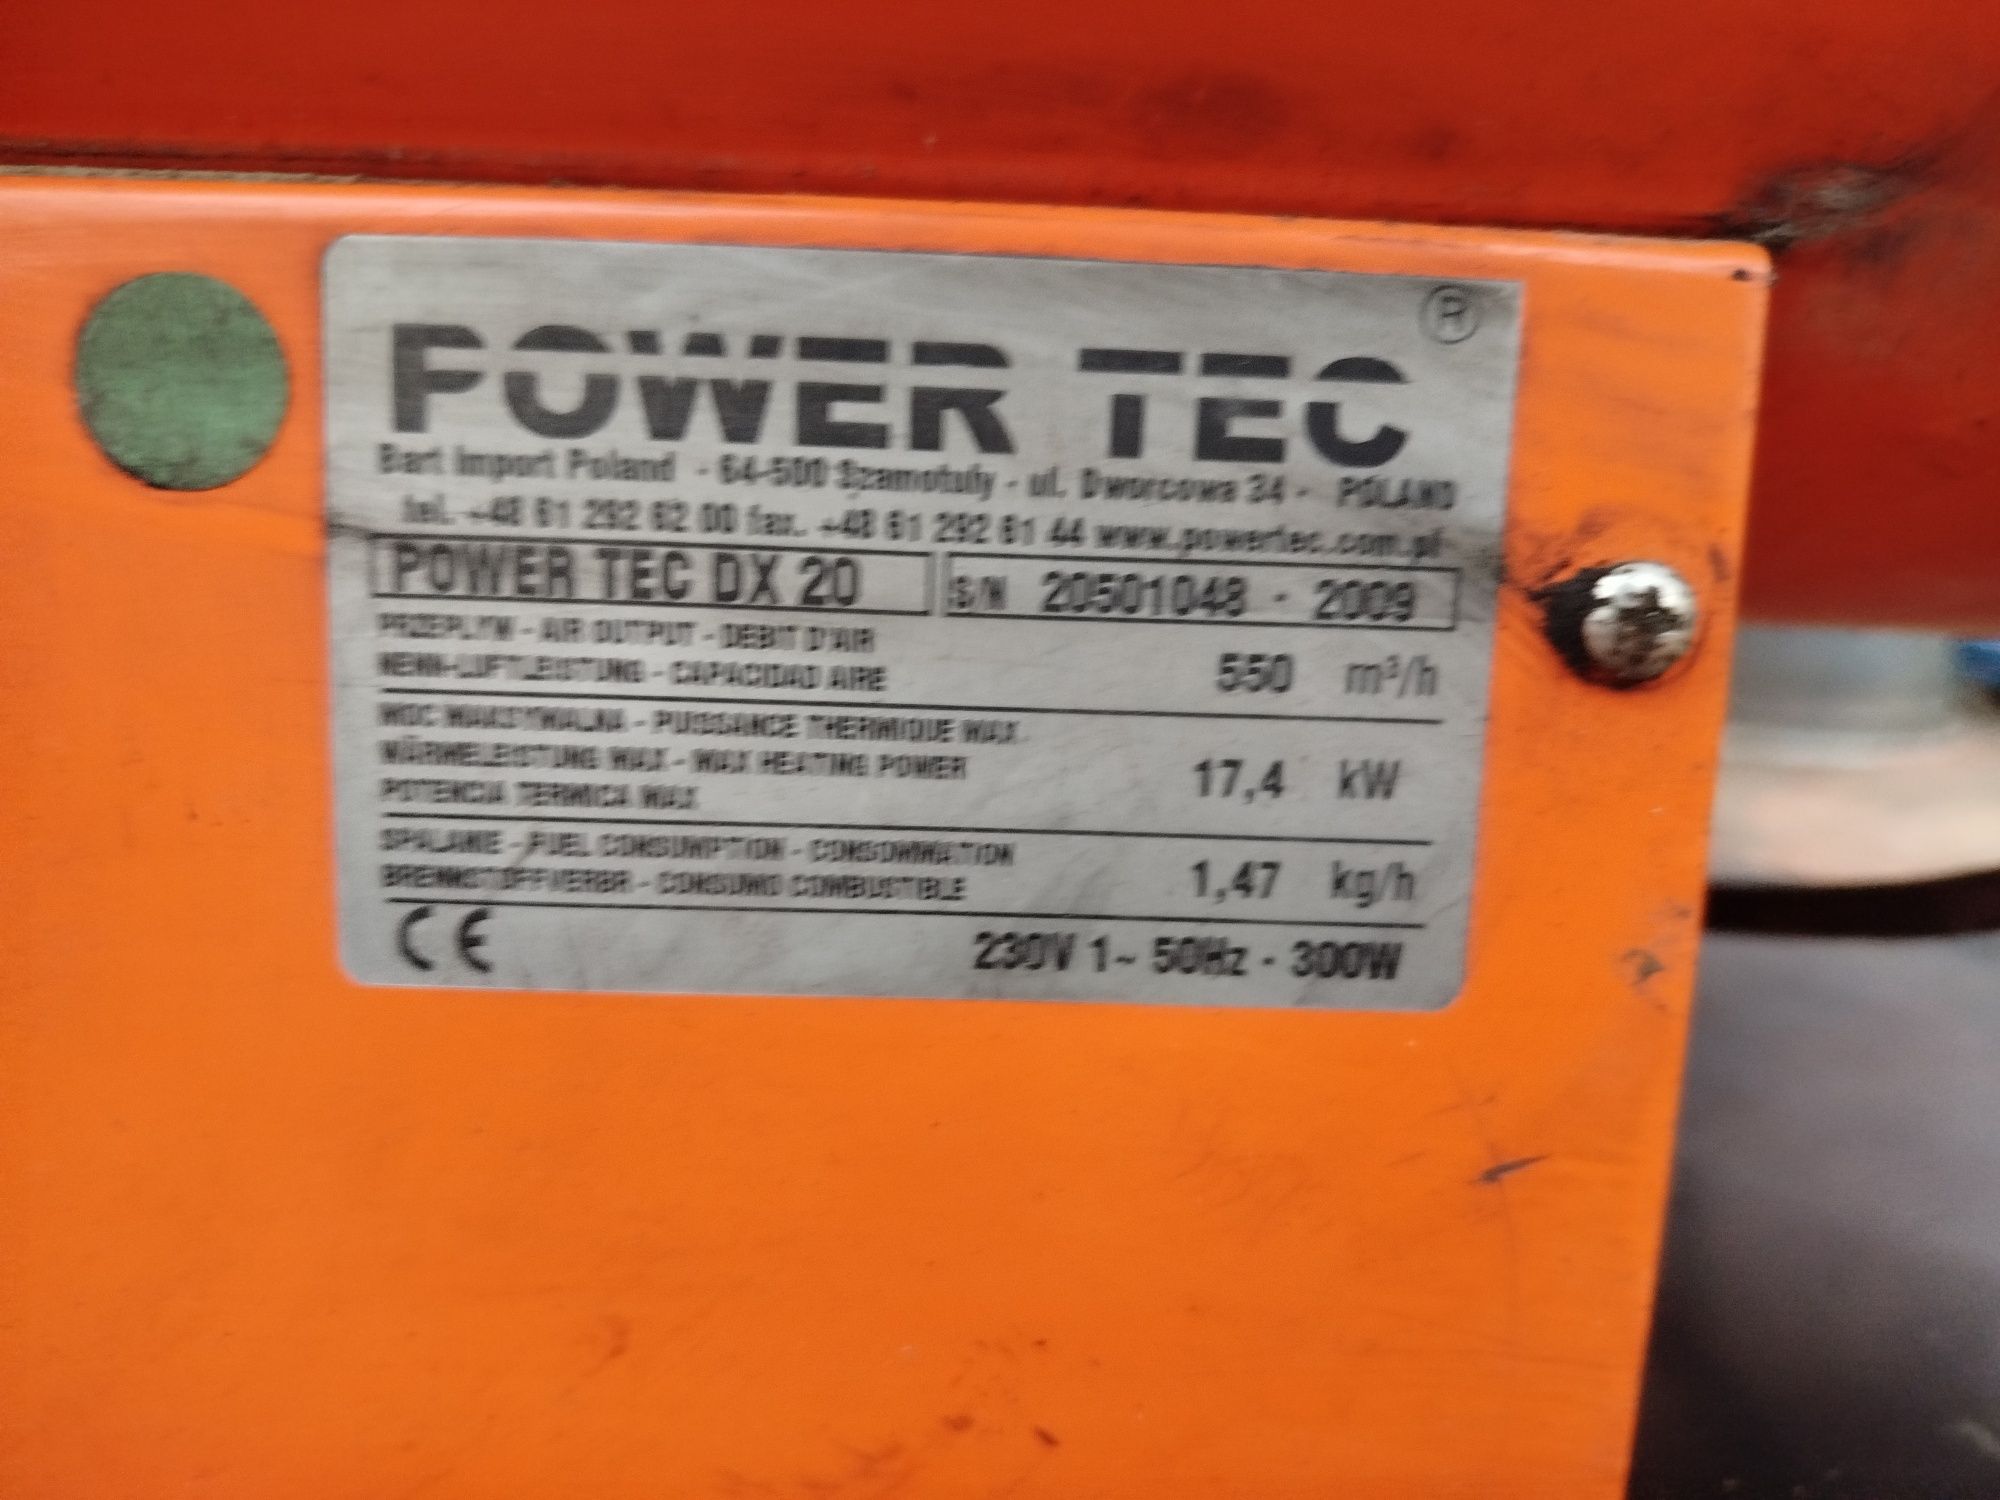 ®
POWER TEC
Bart Import Poland - 64-500 Szamotuły - ul. Dworcowa 34 - POLAND
tel. +48 61 292 62 00 fax. +48 61 292 61 44 www.powertec.com.pl
POWER TEC DX 20
S/N 20501048 - 2009
PRZEPŁYW - AIR OUTPUT - DEBIT D'AIR
NENN-LUFTLEISTUNG - CAPACIDAD AIRE
550 m³/h
MOC MAKSYMALNA - PUISSANCE THERMIQUE MAX
WÄRMELEISTUNG MAX - MAX HEATING POWER
POTENCIA TERMICA MAX
17,4 kW
SPALANIE - FUEL CONSUMPTION - CONSOMMATION
BRENNSTOFFVERBR - CONSUMO COMBUSTIBLE
1,47 kg/h
CE
230V 1~ 50Hz - 300W